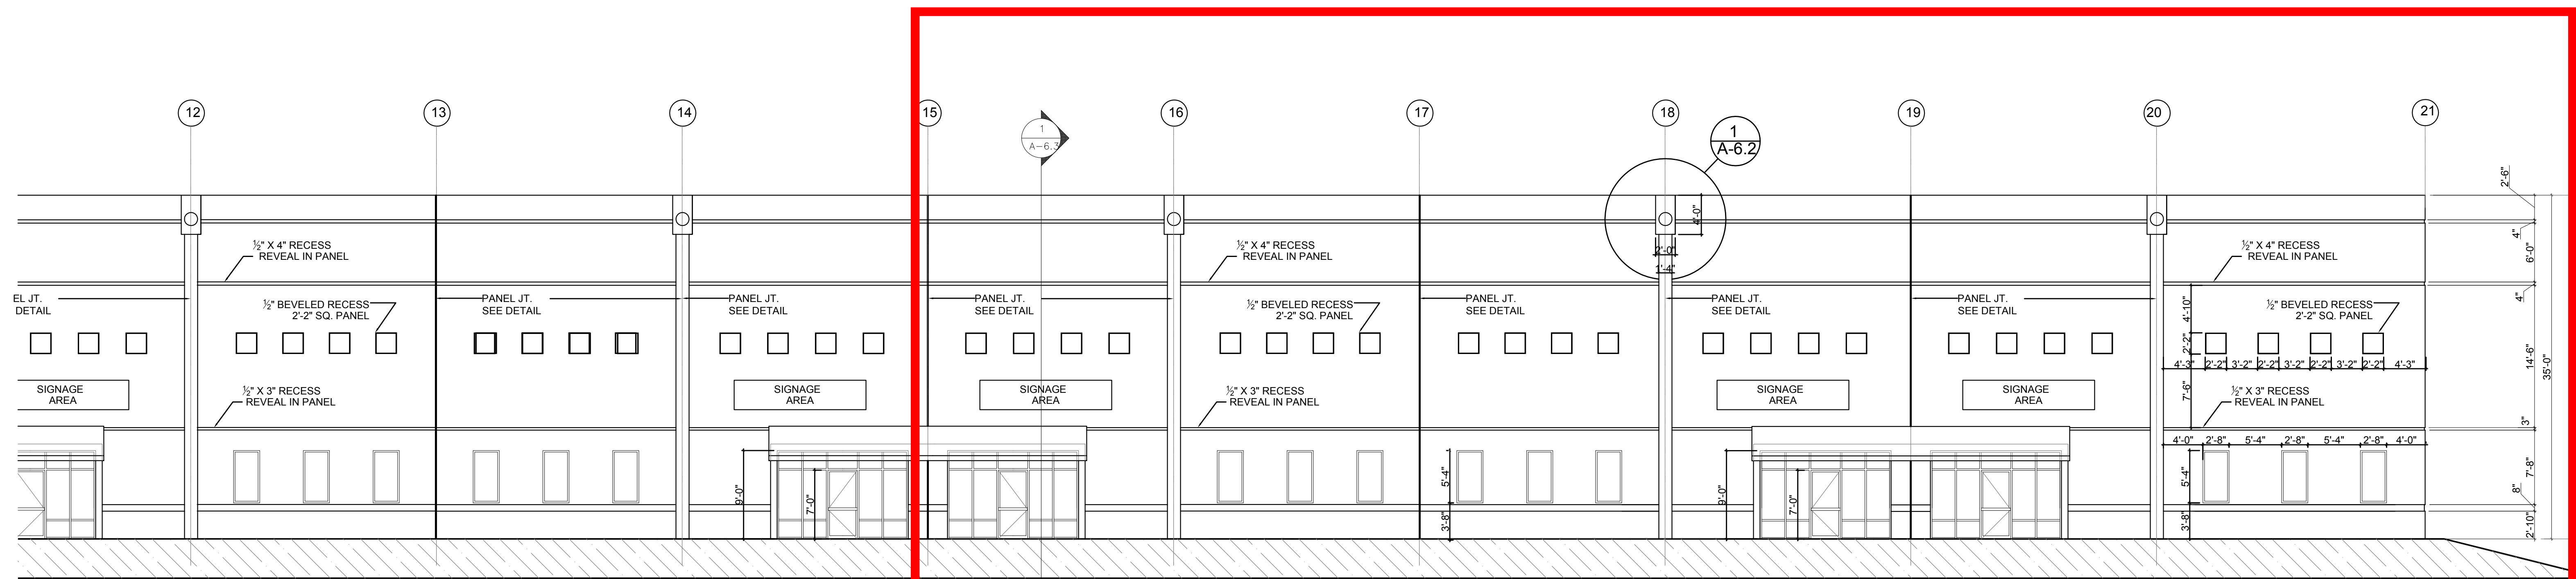 12
13
14
15
16
17
18
19
20
21
1
A-6.3
1
A-6.2
2'-6"
4'-0"
2'-0"
1'-4"
½" X 4" RECESS
REVEAL IN PANEL
½" X 4" RECESS
REVEAL IN PANEL
½" X 4" RECESS
REVEAL IN PANEL
4"
6'-0"
4"
EL JT.
DETAIL
½" BEVELED RECESS
2'-2" SQ. PANEL
PANEL JT.
SEE DETAIL
PANEL JT.
SEE DETAIL
PANEL JT.
SEE DETAIL
½" BEVELED RECESS
2'-2" SQ. PANEL
PANEL JT.
SEE DETAIL
PANEL JT.
SEE DETAIL
PANEL JT.
SEE DETAIL
4'-10"
2'-2"
½" BEVELED RECESS
2'-2" SQ. PANEL
14'-6"
35'-0"
4'-3" 2'-2" 3'-2" 2'-2" 3'-2" 2'-2" 3'-2" 2'-2" 4'-3"
7'-6"
SIGNAGE
AREA
½" X 3" RECESS
REVEAL IN PANEL
SIGNAGE
AREA
SIGNAGE
AREA
½" X 3" RECESS
REVEAL IN PANEL
SIGNAGE
AREA
SIGNAGE
AREA
½" X 3" RECESS
REVEAL IN PANEL
3"
4'-0" 2'-8" 5'-4" 2'-8" 5'-4" 2'-8" 4'-0"
9'-0"
7'-0"
5'-4"
3'-8"
9'-0"
7'-0"
5'-4"
3'-8"
7'-8"
8"
2'-10"